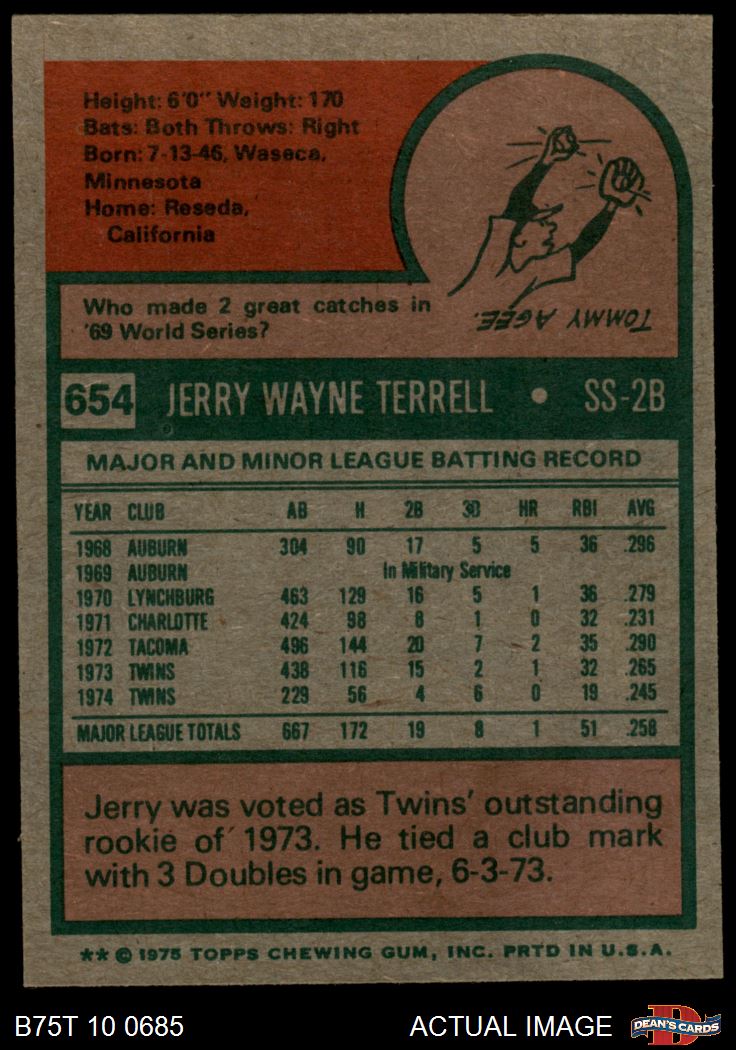 Height: 6'0" Weight: 170
Bats: Both Throws: Right
Born: 7-13-46, Waseca,
Minnesota
Home: Reseda,
California
Who made 2 great catches in
'69 World Series?
TOMMY AGEE.
654 JERRY WAYNE TERRELL • SS-2B
MAJOR AND MINOR LEAGUE BATTING RECORD
YEAR CLUB AB H 2B 3B HR RBI AVG
1968 AUBURN 304 90 17 5 5 36 .296
1969 AUBURN In Military Service
1970 LYNCHBURG 463 129 16 5 1 36 .279
1971 CHARLOTTE 424 98 8 1 0 32 .231
1972 TACOMA 496 144 20 7 2 35 .290
1973 TWINS 438 116 15 2 1 32 .265
1974 TWINS 229 56 4 6 0 19 .245
MAJOR LEAGUE TOTALS 667 172 19 8 1 51 .258
Jerry was voted as Twins' outstanding
rookie of 1973. He tied a club mark
with 3 Doubles in game, 6-3-73.
** © 1975 TOPPS CHEWING GUM, INC. PRTD IN U.S.A.
B75T 10 0685 ACTUAL IMAGE DEAN'S CARDS